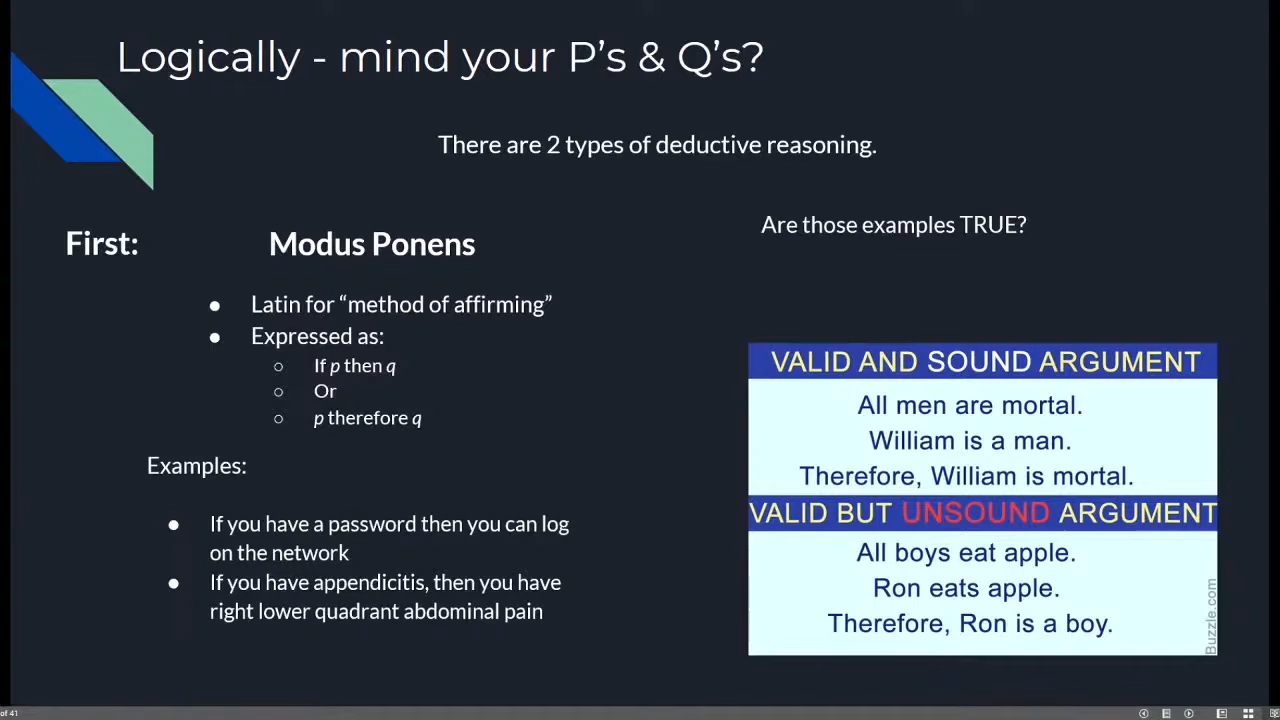 Logically - mind your P's & Q's?
There are 2 types of deductive reasoning.
First:
Modus Ponens
● Latin for “method of affirming”
● Expressed as:
○ If p then q
○ Or
○ p therefore q
Examples:
● If you have a password then you can log
on the network
● If you have appendicitis, then you have
right lower quadrant abdominal pain
Are those examples TRUE?
VALID AND SOUND ARGUMENT
All men are mortal.
William is a man.
Therefore, William is mortal.
VALID BUT UNSOUND ARGUMENT
All boys eat apple.
Ron eats apple.
Therefore, Ron is a boy.
Buzzle.com
of 41